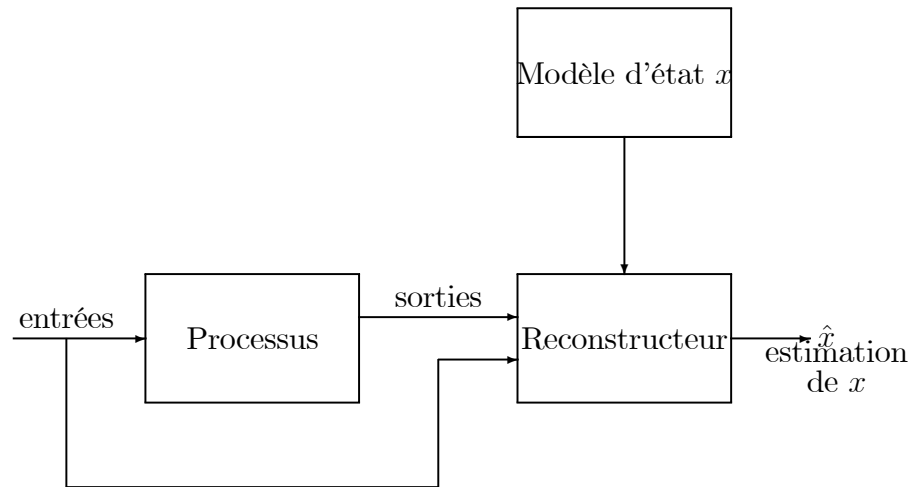 Modèle d'état x
entrées
Processus
sorties
Reconstructeur
x̂
estimation
de x